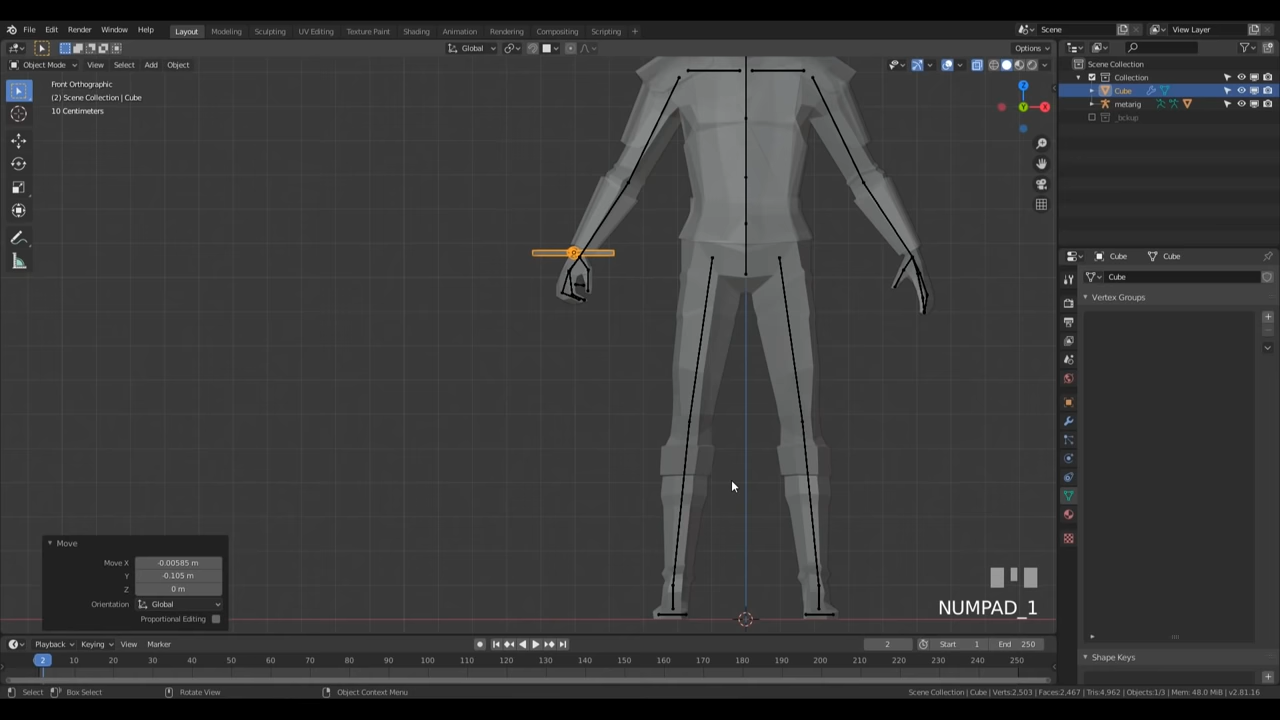 File Edit Render Window Help Layout Modeling Sculpting UV Editing Texture Paint Shading Animation Rendering Compositing Scripting + Scene View Layer
Global Options
Object Mode View Select Add Object
Front Orthographic
(2) Scene Collection | Cube
10 Centimeters
Z
Y
X
Scene Collection
Collection
Cube
metarig
_bckup
Cube Cube
Cube
Vertex Groups
Shape Keys
Move
Move X -0.00585 m
Y -0.105 m
Z 0 m
Orientation Global
Proportional Editing
NUMPAD_1
Playback Keying View Marker 2 Start 1 End 250
2 10 20 30 40 50 60 70 80 90 100 110 120 130 140 150 160 170 180 190 200 210 220 230 240 250
Select Box Select Rotate View Object Context Menu Scene Collection | Cube | Verts:2,503 | Faces:2,467 | Tris:4,962 | Objects:1/3 | Mem: 48.0 MiB | v2.81.16